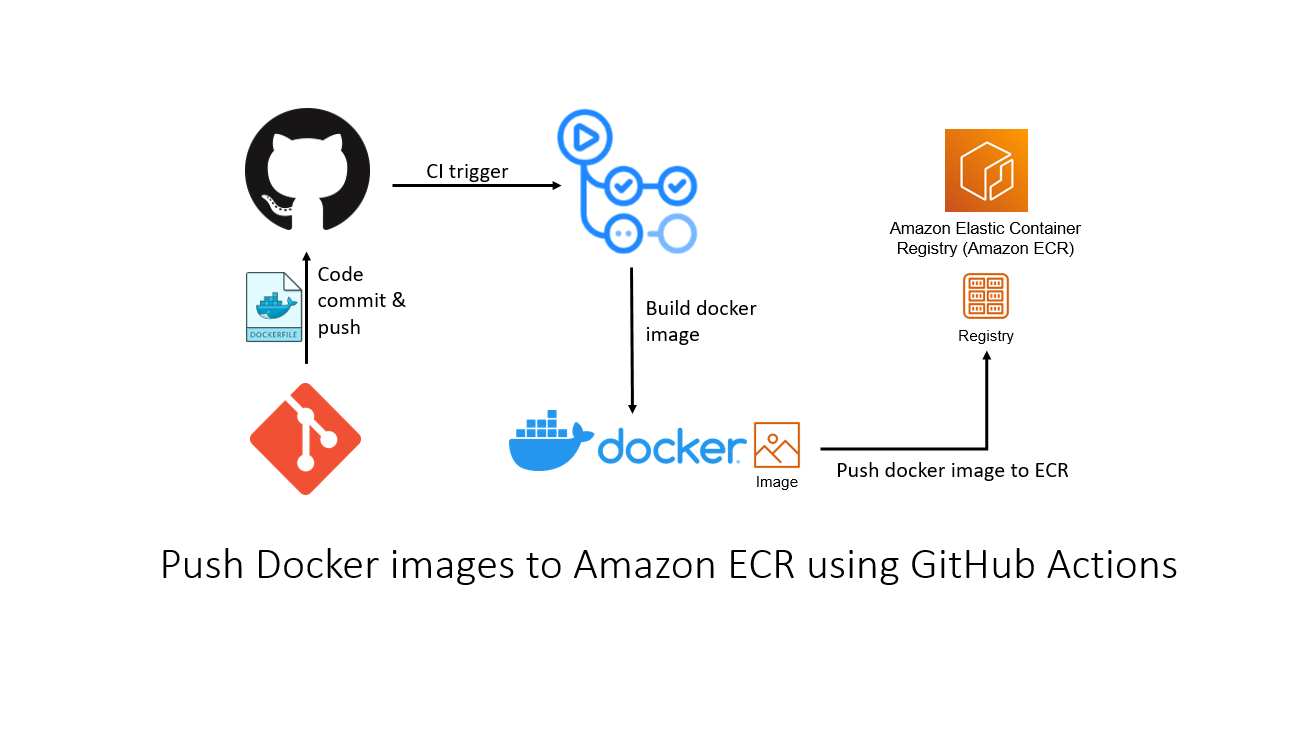 CI trigger
Amazon Elastic Container
Registry (Amazon ECR)
Code
commit &
push
DOCKERFILE
Build docker
image
Registry
docker
Image
Push docker image to ECR
Push Docker images to Amazon ECR using GitHub Actions